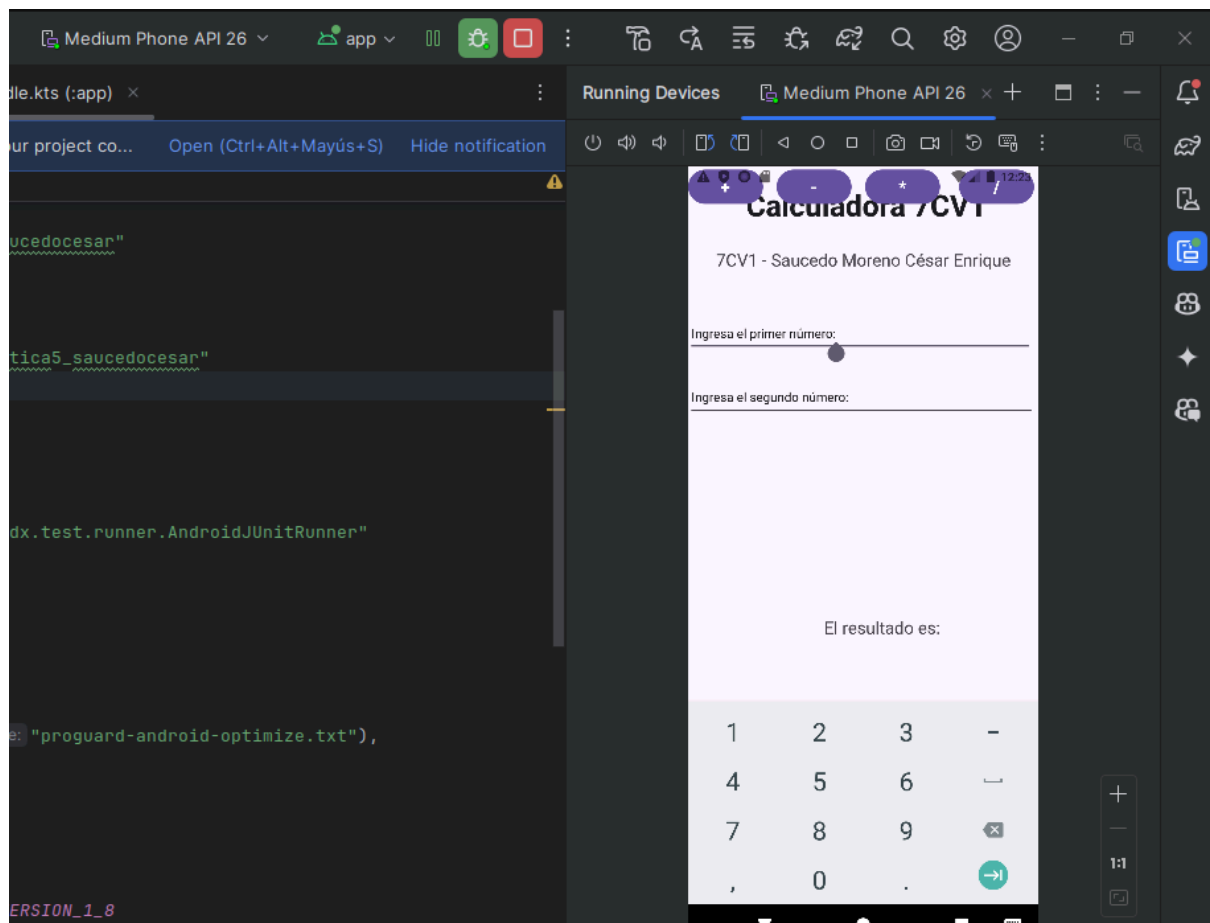 Medium Phone API 26
app
dle.kts (:app)
Running Devices
Medium Phone API 26
our project co...
Open (Ctrl+Alt+Mayús+S)
Hide notification
+
-
*
/
12:23
Calculadora 7CV1
ucedocesar"
7CV1 - Saucedo Moreno César Enrique
Ingresa el primer número:
tica5_saucedocesar"
Ingresa el segundo número:
dx.test.runner.AndroidJUnitRunner"
El resultado es:
e: "proguard-android-optimize.txt"),
1 2 3 -
4 5 6
7 8 9
, 0 .
1:1
ERSION_1_8